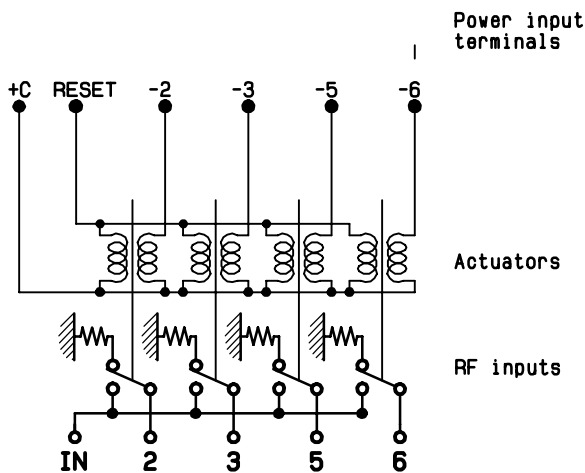 Power input
terminals
+C RESET -2 -3 -5 -6
Actuators
RF inputs
IN 2 3 5 6